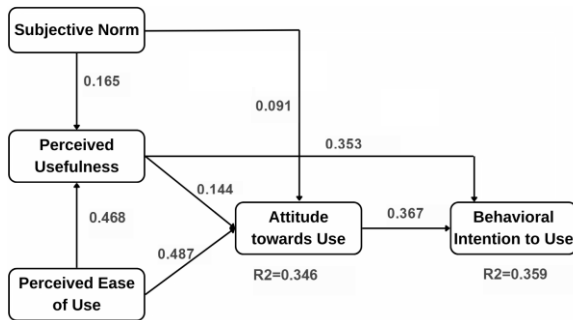 Subjective Norm
0.165
0.091
Perceived
Usefulness
0.353
0.144
0.468
Attitude
towards Use
0.367
Behavioral
Intention to Use
0.487
R2=0.346
R2=0.359
Perceived Ease
of Use